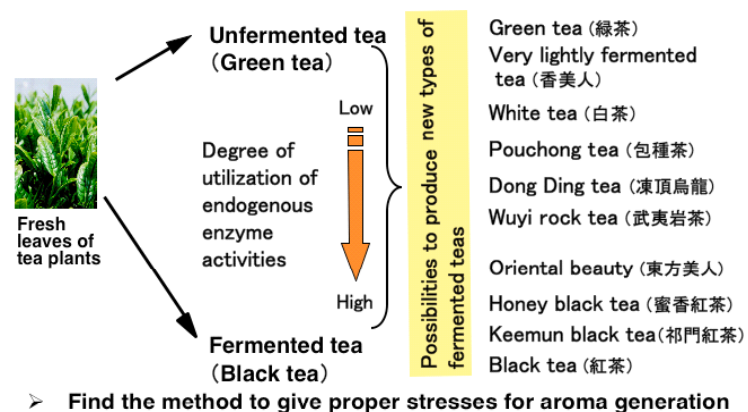 Fresh
leaves of
tea plants
Unfermented tea
(Green tea)
Degree of
utilization of
endogenous
enzyme
activities
Low
High
Fermented tea
(Black tea)
Possibilities to produce new types of
fermented teas
Green tea (緑茶)
Very lightly fermented
tea (香美人)
White tea (白茶)
Pouchong tea (包種茶)
Dong Ding tea (凍頂烏龍)
Wuyi rock tea (武夷岩茶)
Oriental beauty (東方美人)
Honey black tea (蜜香紅茶)
Keemun black tea(祁門紅茶)
Black tea (紅茶)
➢ Find the method to give proper stresses for aroma generation